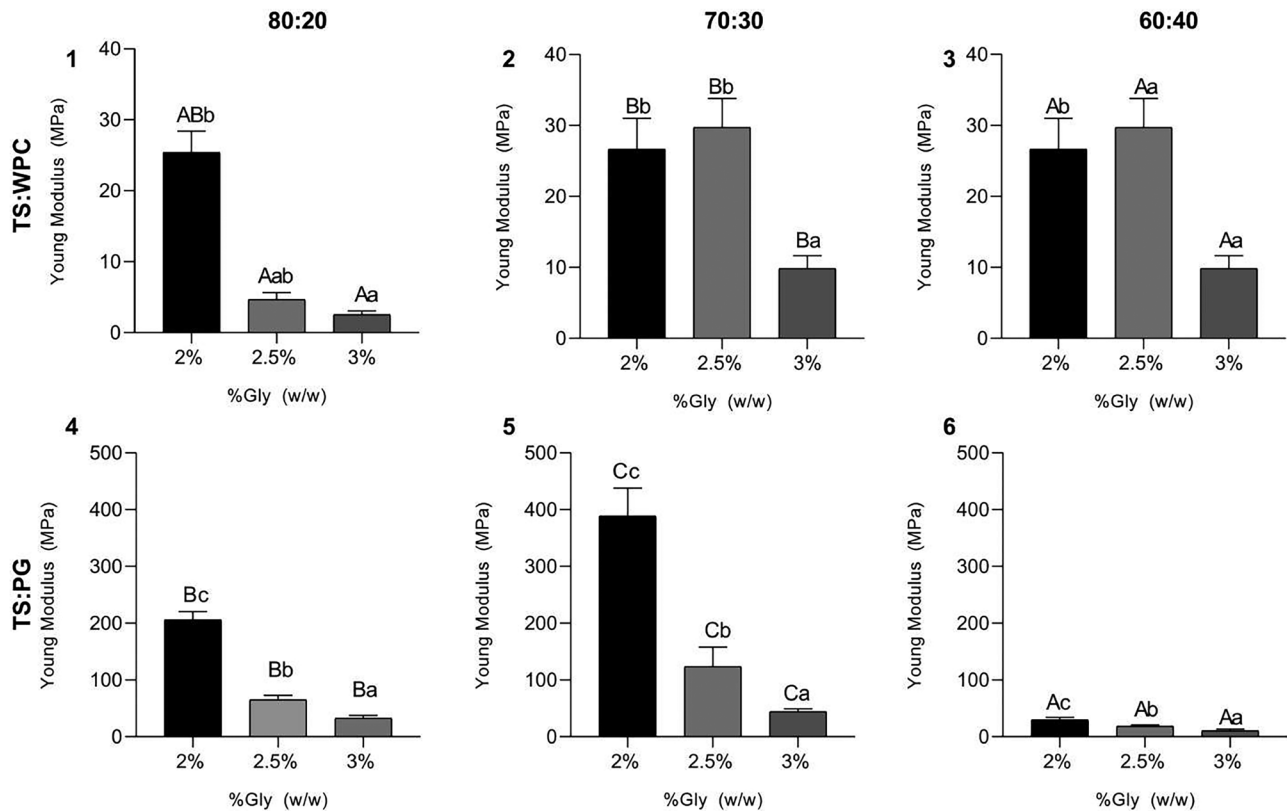 80:20
70:30
60:40
TS:WPC
1
Young Modulus (MPa)
40
30
20
10
0
ABb
Aab
Aa
2%
2.5%
3%
%Gly (w/w)
2
Young Modulus (MPa)
40
30
20
10
0
Bb
Bb
Ba
2%
2.5%
3%
%Gly (w/w)
3
Young Modulus (MPa)
40
30
20
10
0
Ab
Aa
Aa
2%
2.5%
3%
%Gly (w/w)
TS:PG
4
Young Modulus (MPa)
500
400
300
200
100
0
Bc
Bb
Ba
2%
2.5%
3%
%Gly (w/w)
5
Young Modulus (MPa)
500
400
300
200
100
0
Cc
Cb
Ca
2%
2.5%
3%
%Gly (w/w)
6
Young Modulus (MPa)
500
400
300
200
100
0
Ac
Ab
Aa
2%
2.5%
3%
%Gly (w/w)